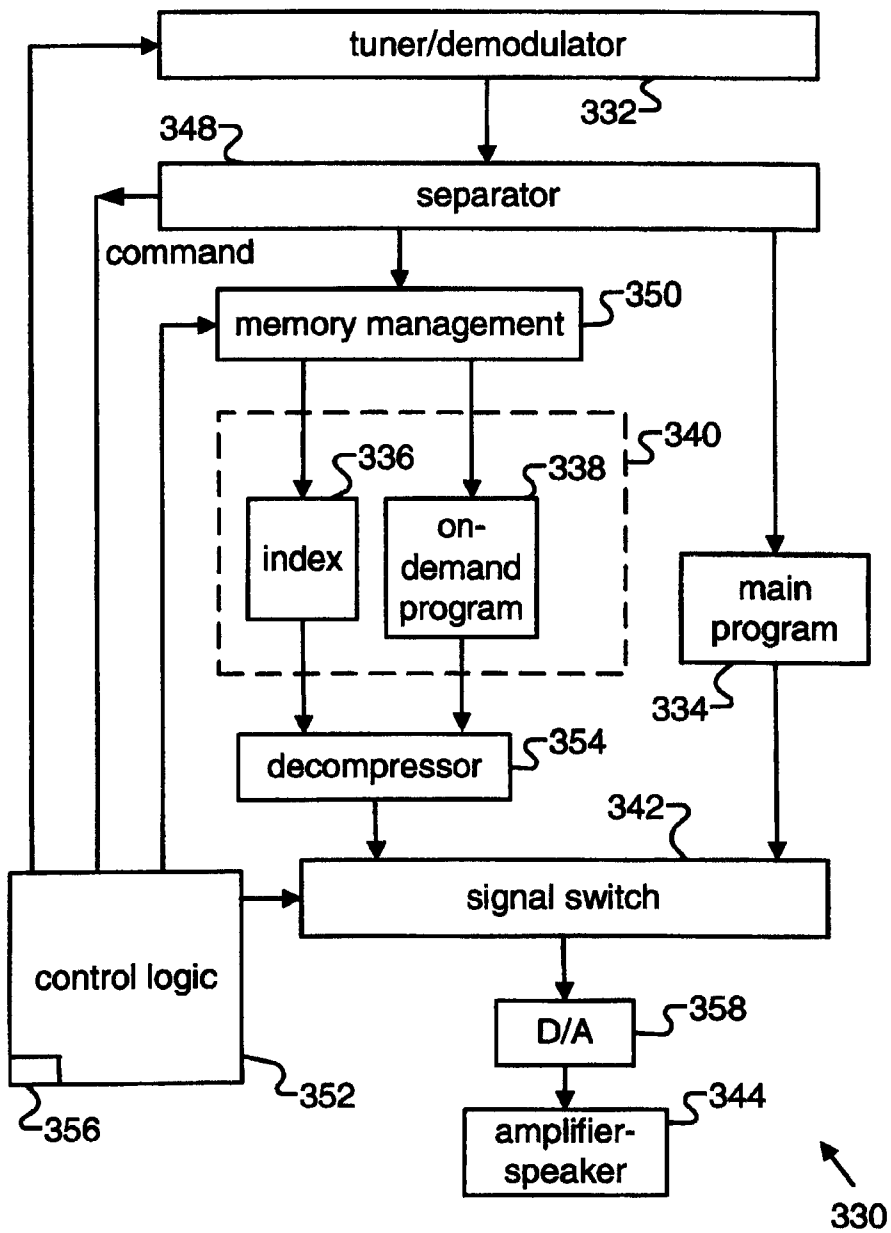 tuner/demodulator
332
348
separator
command
350
memory management
340
336
338
index
on-
demand
program
main
program
334
354
decompressor
342
signal switch
control logic
358
D/A
352
356
344
amplifier-
speaker
330